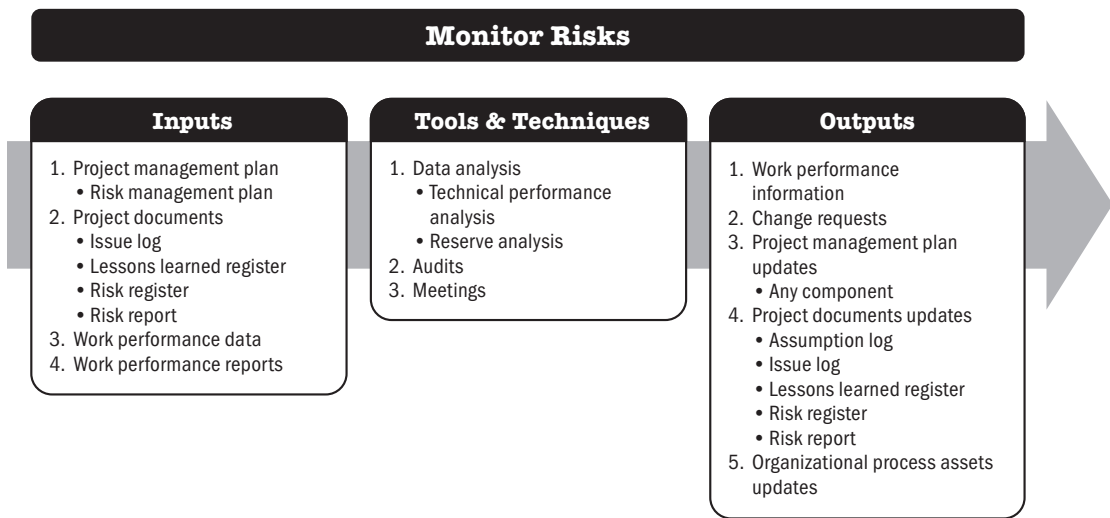 Monitor Risks
Inputs
1. Project management plan
• Risk management plan
2. Project documents
• Issue log
• Lessons learned register
• Risk register
• Risk report
3. Work performance data
4. Work performance reports
Tools & Techniques
1. Data analysis
• Technical performance
analysis
• Reserve analysis
2. Audits
3. Meetings
Outputs
1. Work performance
information
2. Change requests
3. Project management plan
updates
• Any component
4. Project documents updates
• Assumption log
• Issue log
• Lessons learned register
• Risk register
• Risk report
5. Organizational process assets
updates